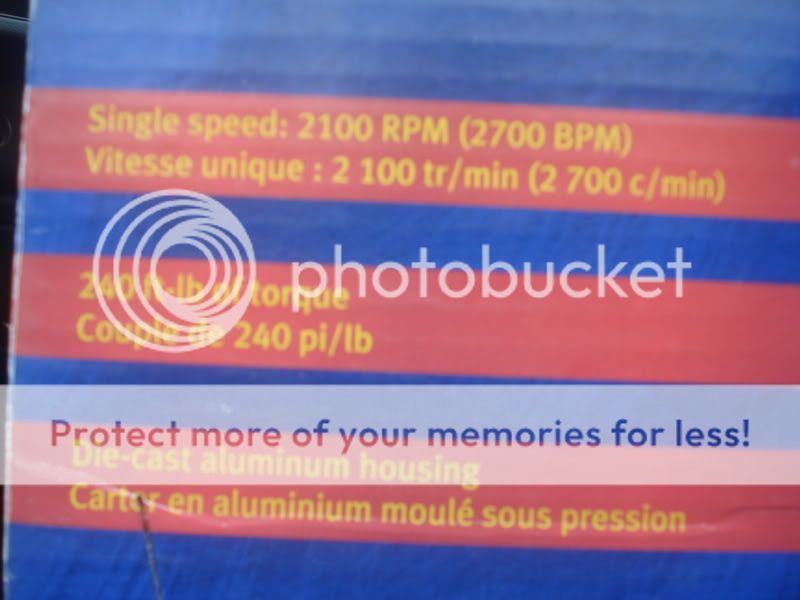 Single speed: 2100 RPM (2700 BPM)
Vitesse unique : 2 100 tr/min (2 700 c/min)
photobucket
240 ft-lb of torque
Couple de 240 pi/lb
Protect more of your memories for less!
Die-cast aluminum housing
Carter en aluminium moulé sous pression